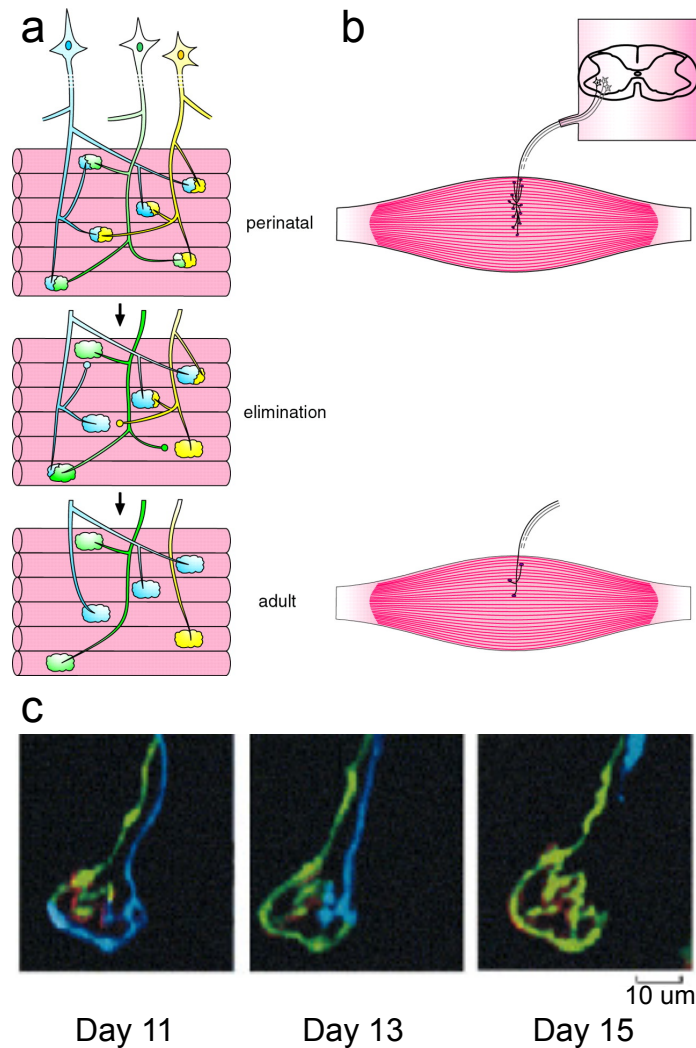 a
b
perinatal
elimination
adult
c
10 um
Day 11
Day 13
Day 15